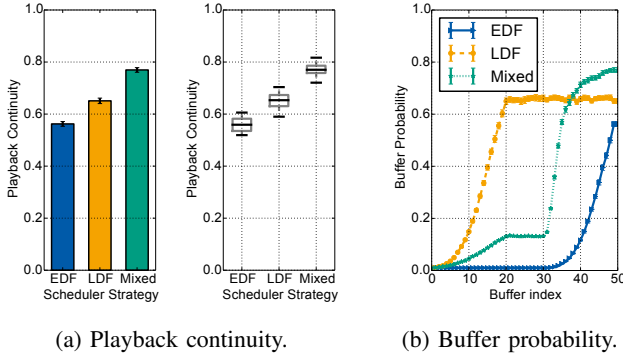 1.0
0.8
0.6
0.4
0.2
0.0
Playback Continuity
EDF LDF Mixed
Scheduler Strategy
1.0
0.8
0.6
0.4
0.2
0.0
Playback Continuity
EDF LDF Mixed
Scheduler Strategy
1.0
0.8
0.6
0.4
0.2
0.0
Buffer Probability
EDF
LDF
Mixed
0 10 20 30 40 50
Buffer index
(a) Playback continuity.
(b) Buffer probability.